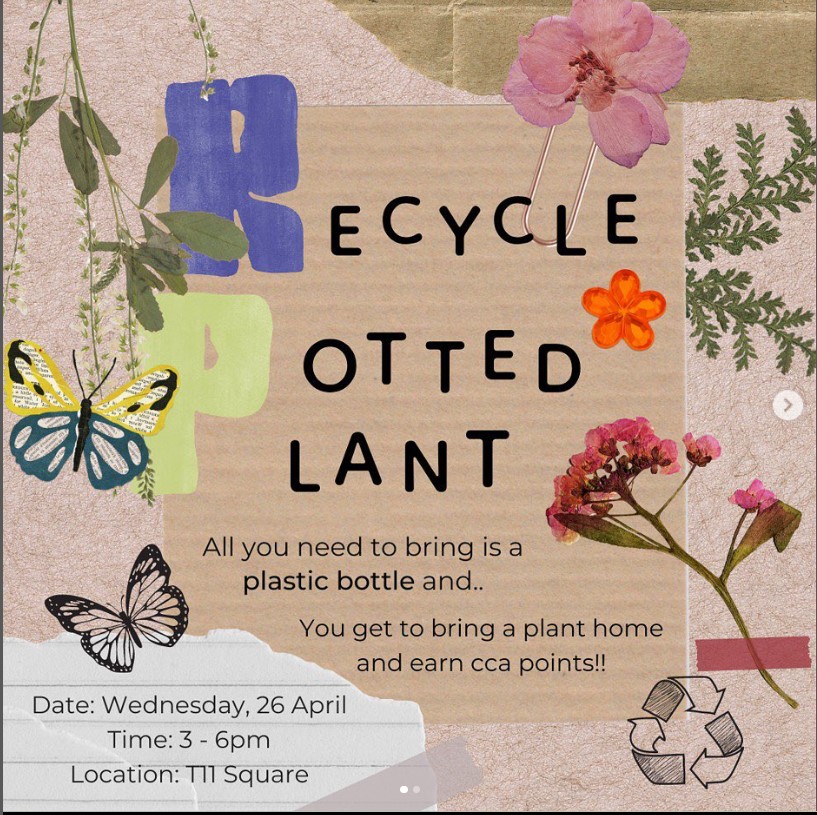 RECYCLE
POTTED
LANT
All you need to bring is a
plastic bottle and..
You get to bring a plant home
and earn cca points!!
Date: Wednesday, 26 April
Time: 3 - 6pm
Location: T11 Square